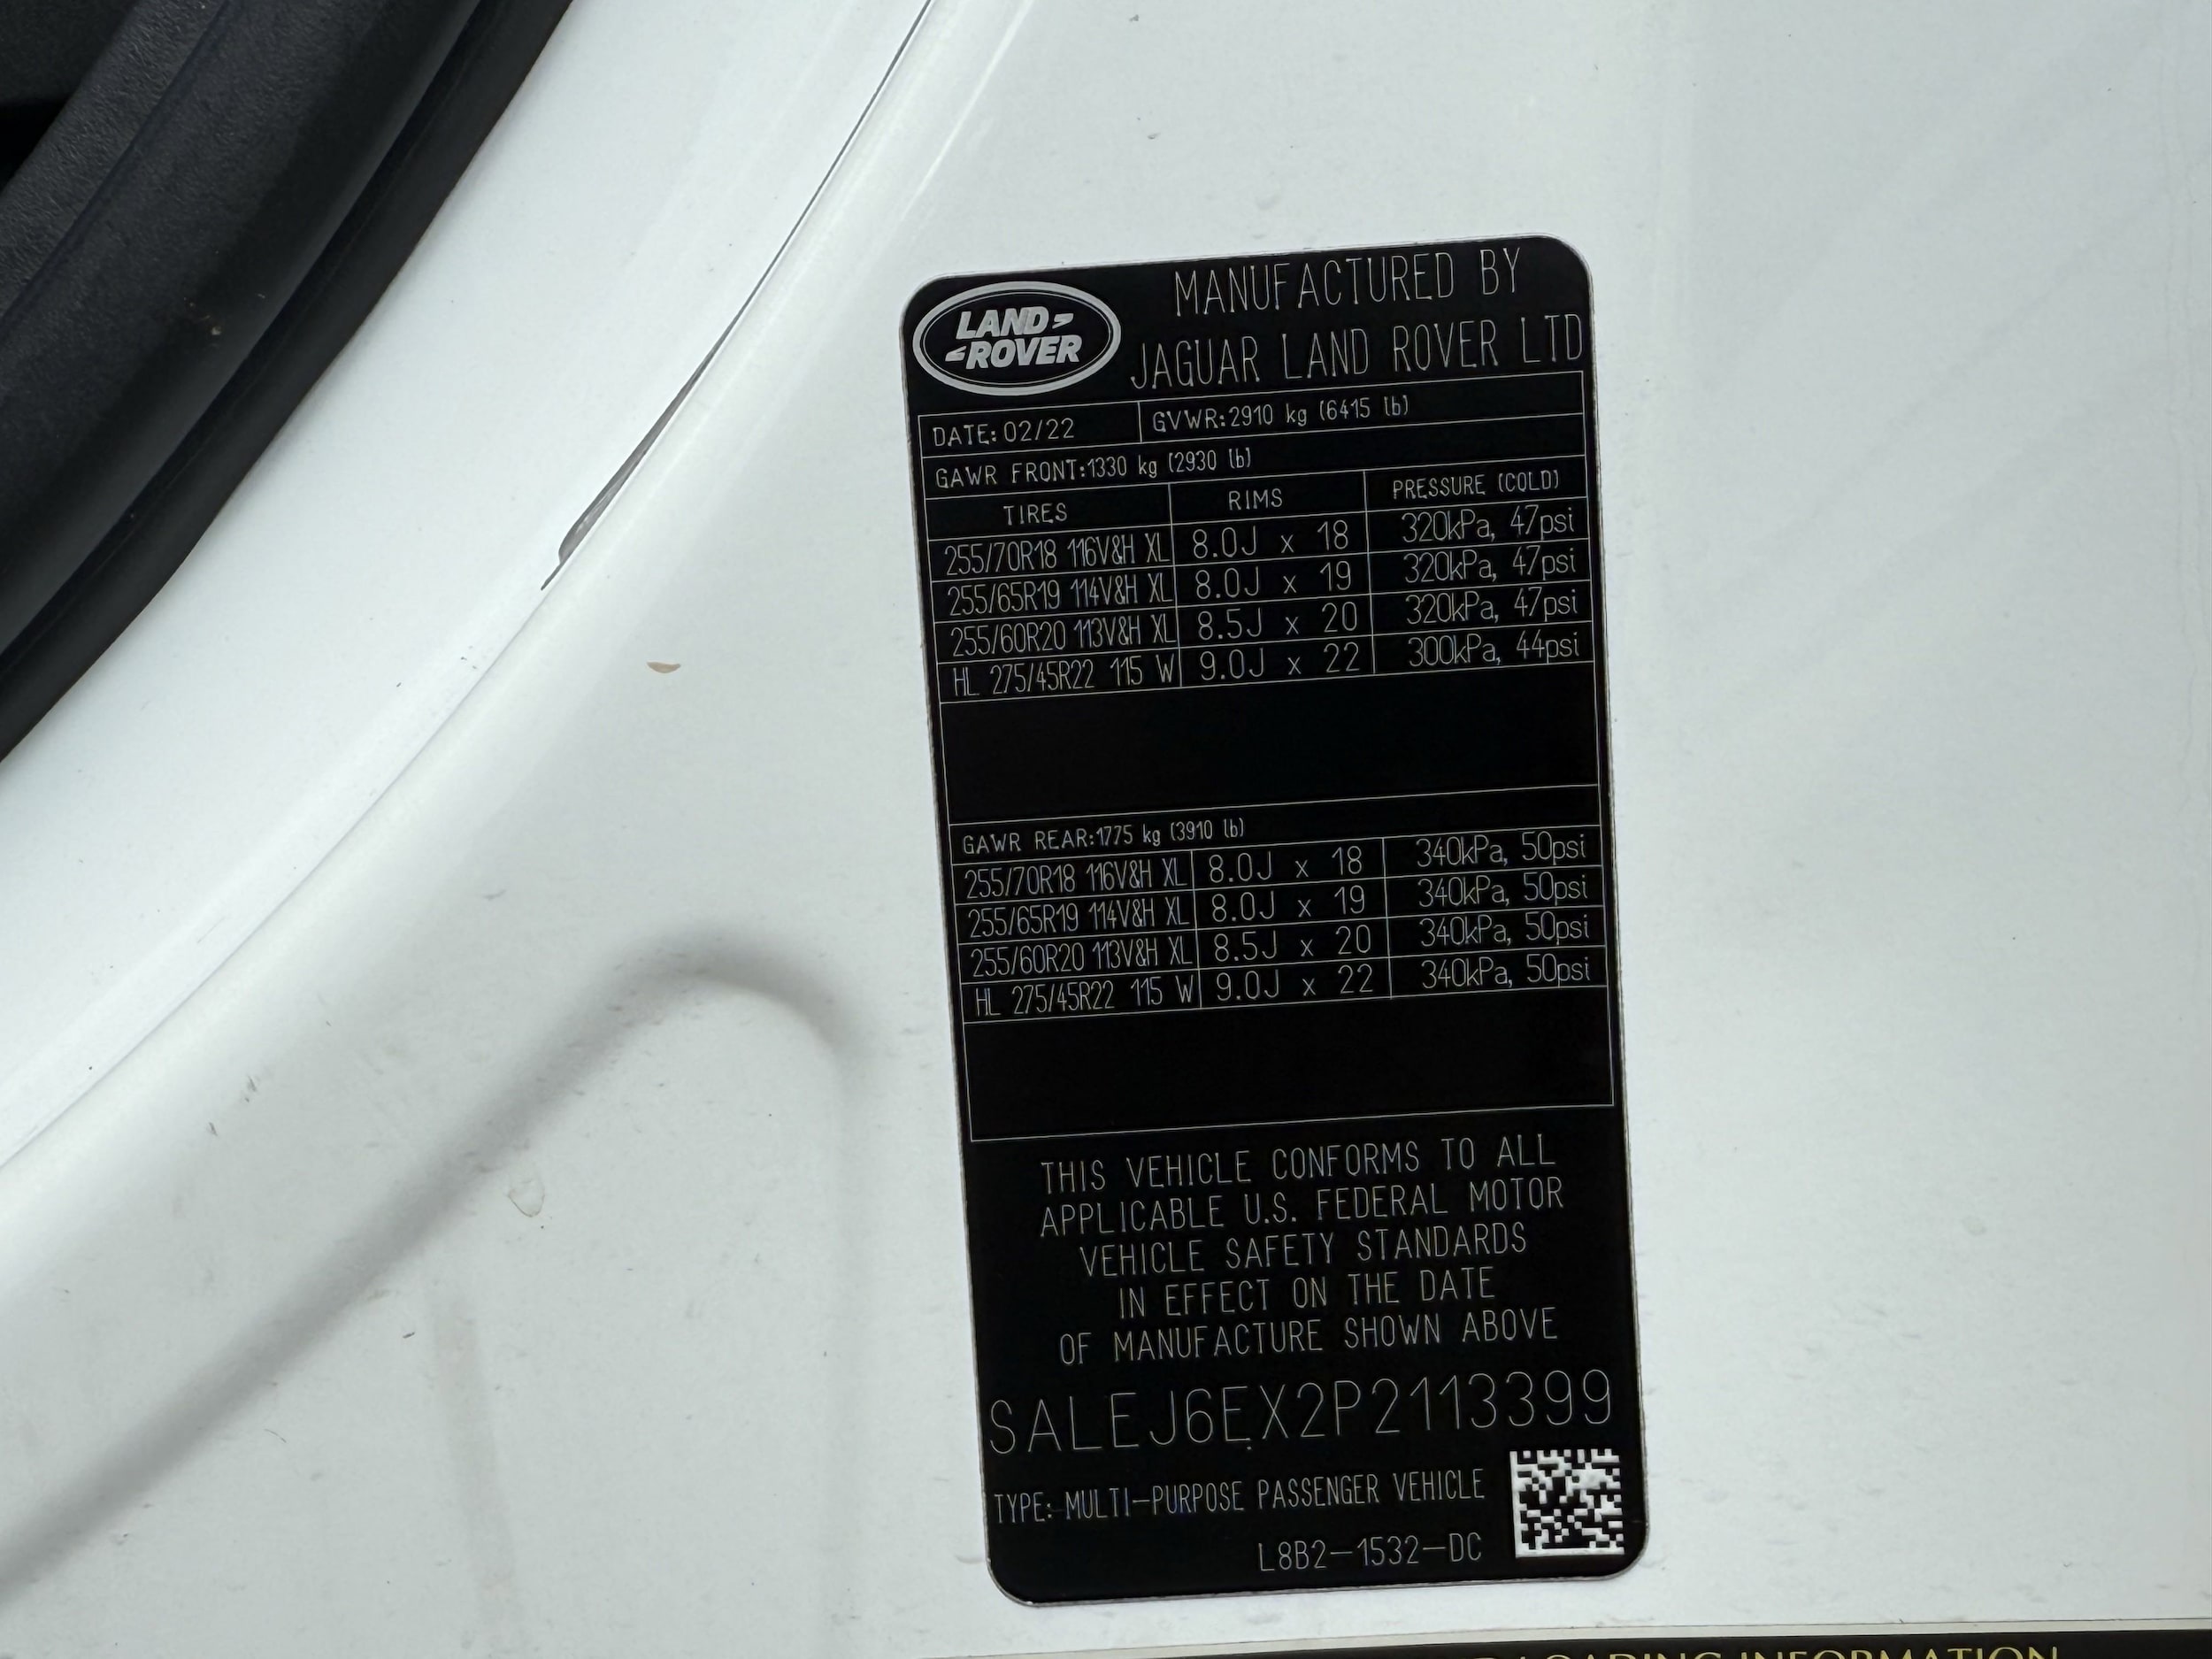 LAND
ROVER
MANUFACTURED BY
JAGUAR LAND ROVER LTD
DATE: 02/22 GVWR:2910 kg (6415 lb)
GAWR FRONT:1330 kg (2930 lb)
TIRES RIMS PRESSURE (COLD)
255/70R18 116V&H XL 8.0J x 18 320kPa, 47psi
255/65R19 114V&H XL 8.0J x 19 320kPa, 47psi
255/60R20 113V&H XL 8.5J x 20 320kPa, 47psi
HL 275/45R22 115 W 9.0J x 22 300kPa, 44psi
GAWR REAR:1775 kg (3910 lb)
255/70R18 116V&H XL 8.0J x 18 340kPa, 50psi
255/65R19 114V&H XL 8.0J x 19 340kPa, 50psi
255/60R20 113V&H XL 8.5J x 20 340kPa, 50psi
HL 275/45R22 115 W 9.0J x 22 340kPa, 50psi
THIS VEHICLE CONFORMS TO ALL
APPLICABLE U.S. FEDERAL MOTOR
VEHICLE SAFETY STANDARDS
IN EFFECT ON THE DATE
OF MANUFACTURE SHOWN ABOVE
SALEJ6EX2P2113399
TYPE: MULTI-PURPOSE PASSENGER VEHICLE
L8B2-1532-DC
LOADING INFORMATION